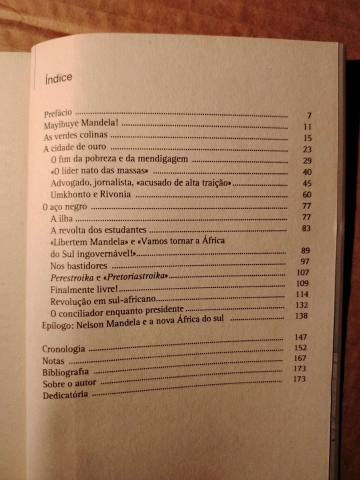 Índice
Prefácio 7
Mayibuye Mandela! 11
As verdes colinas 15
A cidade de ouro 23
O fim da pobreza e da mendigagem 29
«O líder nato das massas» 40
Advogado, jornalista, «acusado de alta traição» 45
Umkhonto e Rivonia 60
O aço negro 77
A ilha 77
A revolta dos estudantes 83
«Libertem Mandela» e «Vamos tornar a África
do Sul ingovernável!» 89
Nos bastidores 97
Perestroika e «Pretoriastroika» 107
Finalmente livre! 109
Revolução em sul-africano 114
O conciliador enquanto presidente 132
Epílogo: Nelson Mandela e a nova África do sul 138
Cronologia 147
Notas 152
Bibliografia 167
Sobre o autor 173
Dedicatória 173